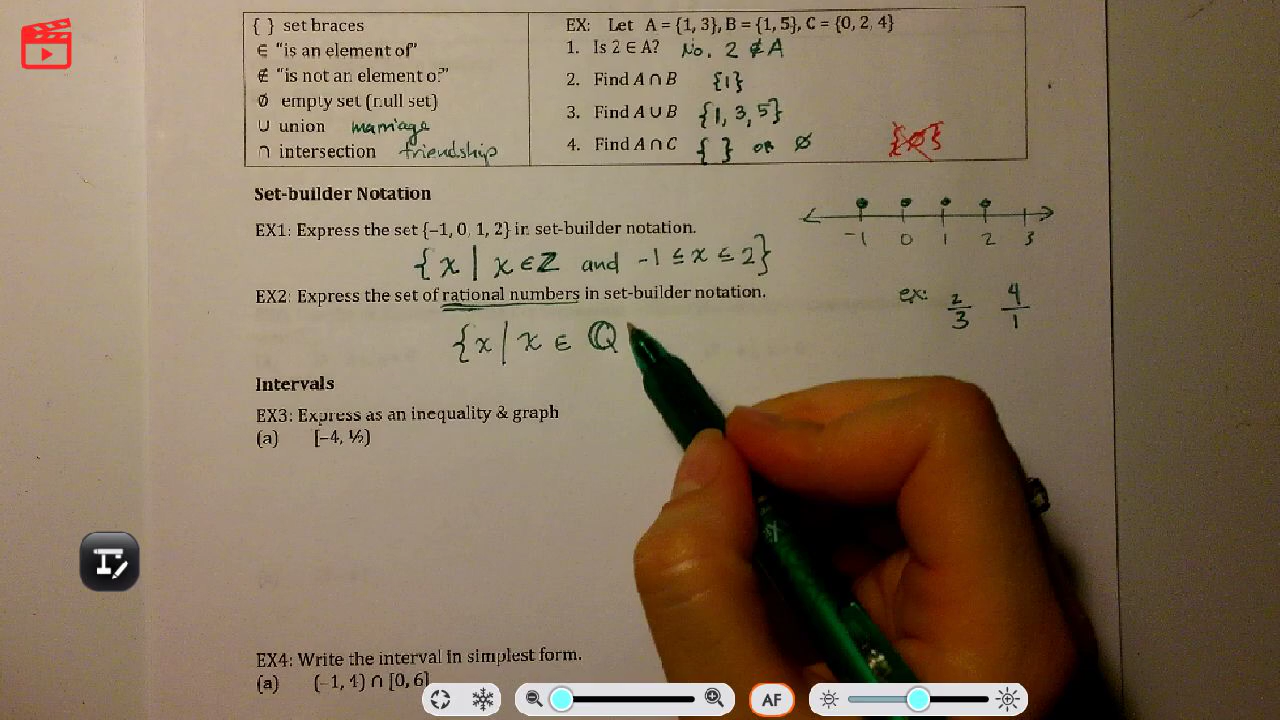 { } set braces
∈ "is an element of"
∉ "is not an element of"
∅ empty set (null set)
∪ union marriage
∩ intersection friendship
EX: Let A = {1, 3}, B = {1, 5}, C = {0, 2, 4}
1. Is 2 ∈ A? No. 2 ∉ A
2. Find A ∩ B {1}
3. Find A ∪ B {1, 3, 5}
4. Find A ∩ C { } or ∅ {∅}
Set-builder Notation
EX1: Express the set {−1, 0, 1, 2} in set-builder notation.
-1 0 1 2 3
{x | x ∈ ℤ and -1 ≤ x ≤ 2}
EX2: Express the set of rational numbers in set-builder notation.
ex: 2/3 4/1
{x | x ∈ ℚ
Intervals
EX3: Express as an inequality & graph
(a) [−4, ½)
EX4: Write the interval in simplest form.
(a) (−1, 4) ∩ [0, 6]
AF